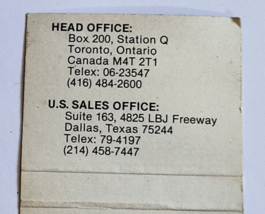 HEAD OFFICE:
Box 200, Station Q
Toronto, Ontario
Canada M4T 2T1
Telex: 06-23547
(416) 484-2600
U.S. SALES OFFICE:
Suite 163, 4825 LBJ Freeway
Dallas, Texas 75244
Telex: 79-4197
(214) 458-7447